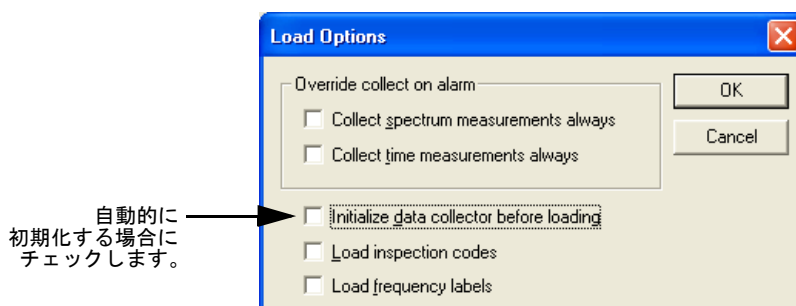 Load Options
Override collect on alarm
OK
Collect spectrum measurements always
Cancel
Collect time measurements always
自動的に
初期化する場合に
チェックします。
Initialize data collector before loading
Load inspection codes
Load frequency labels